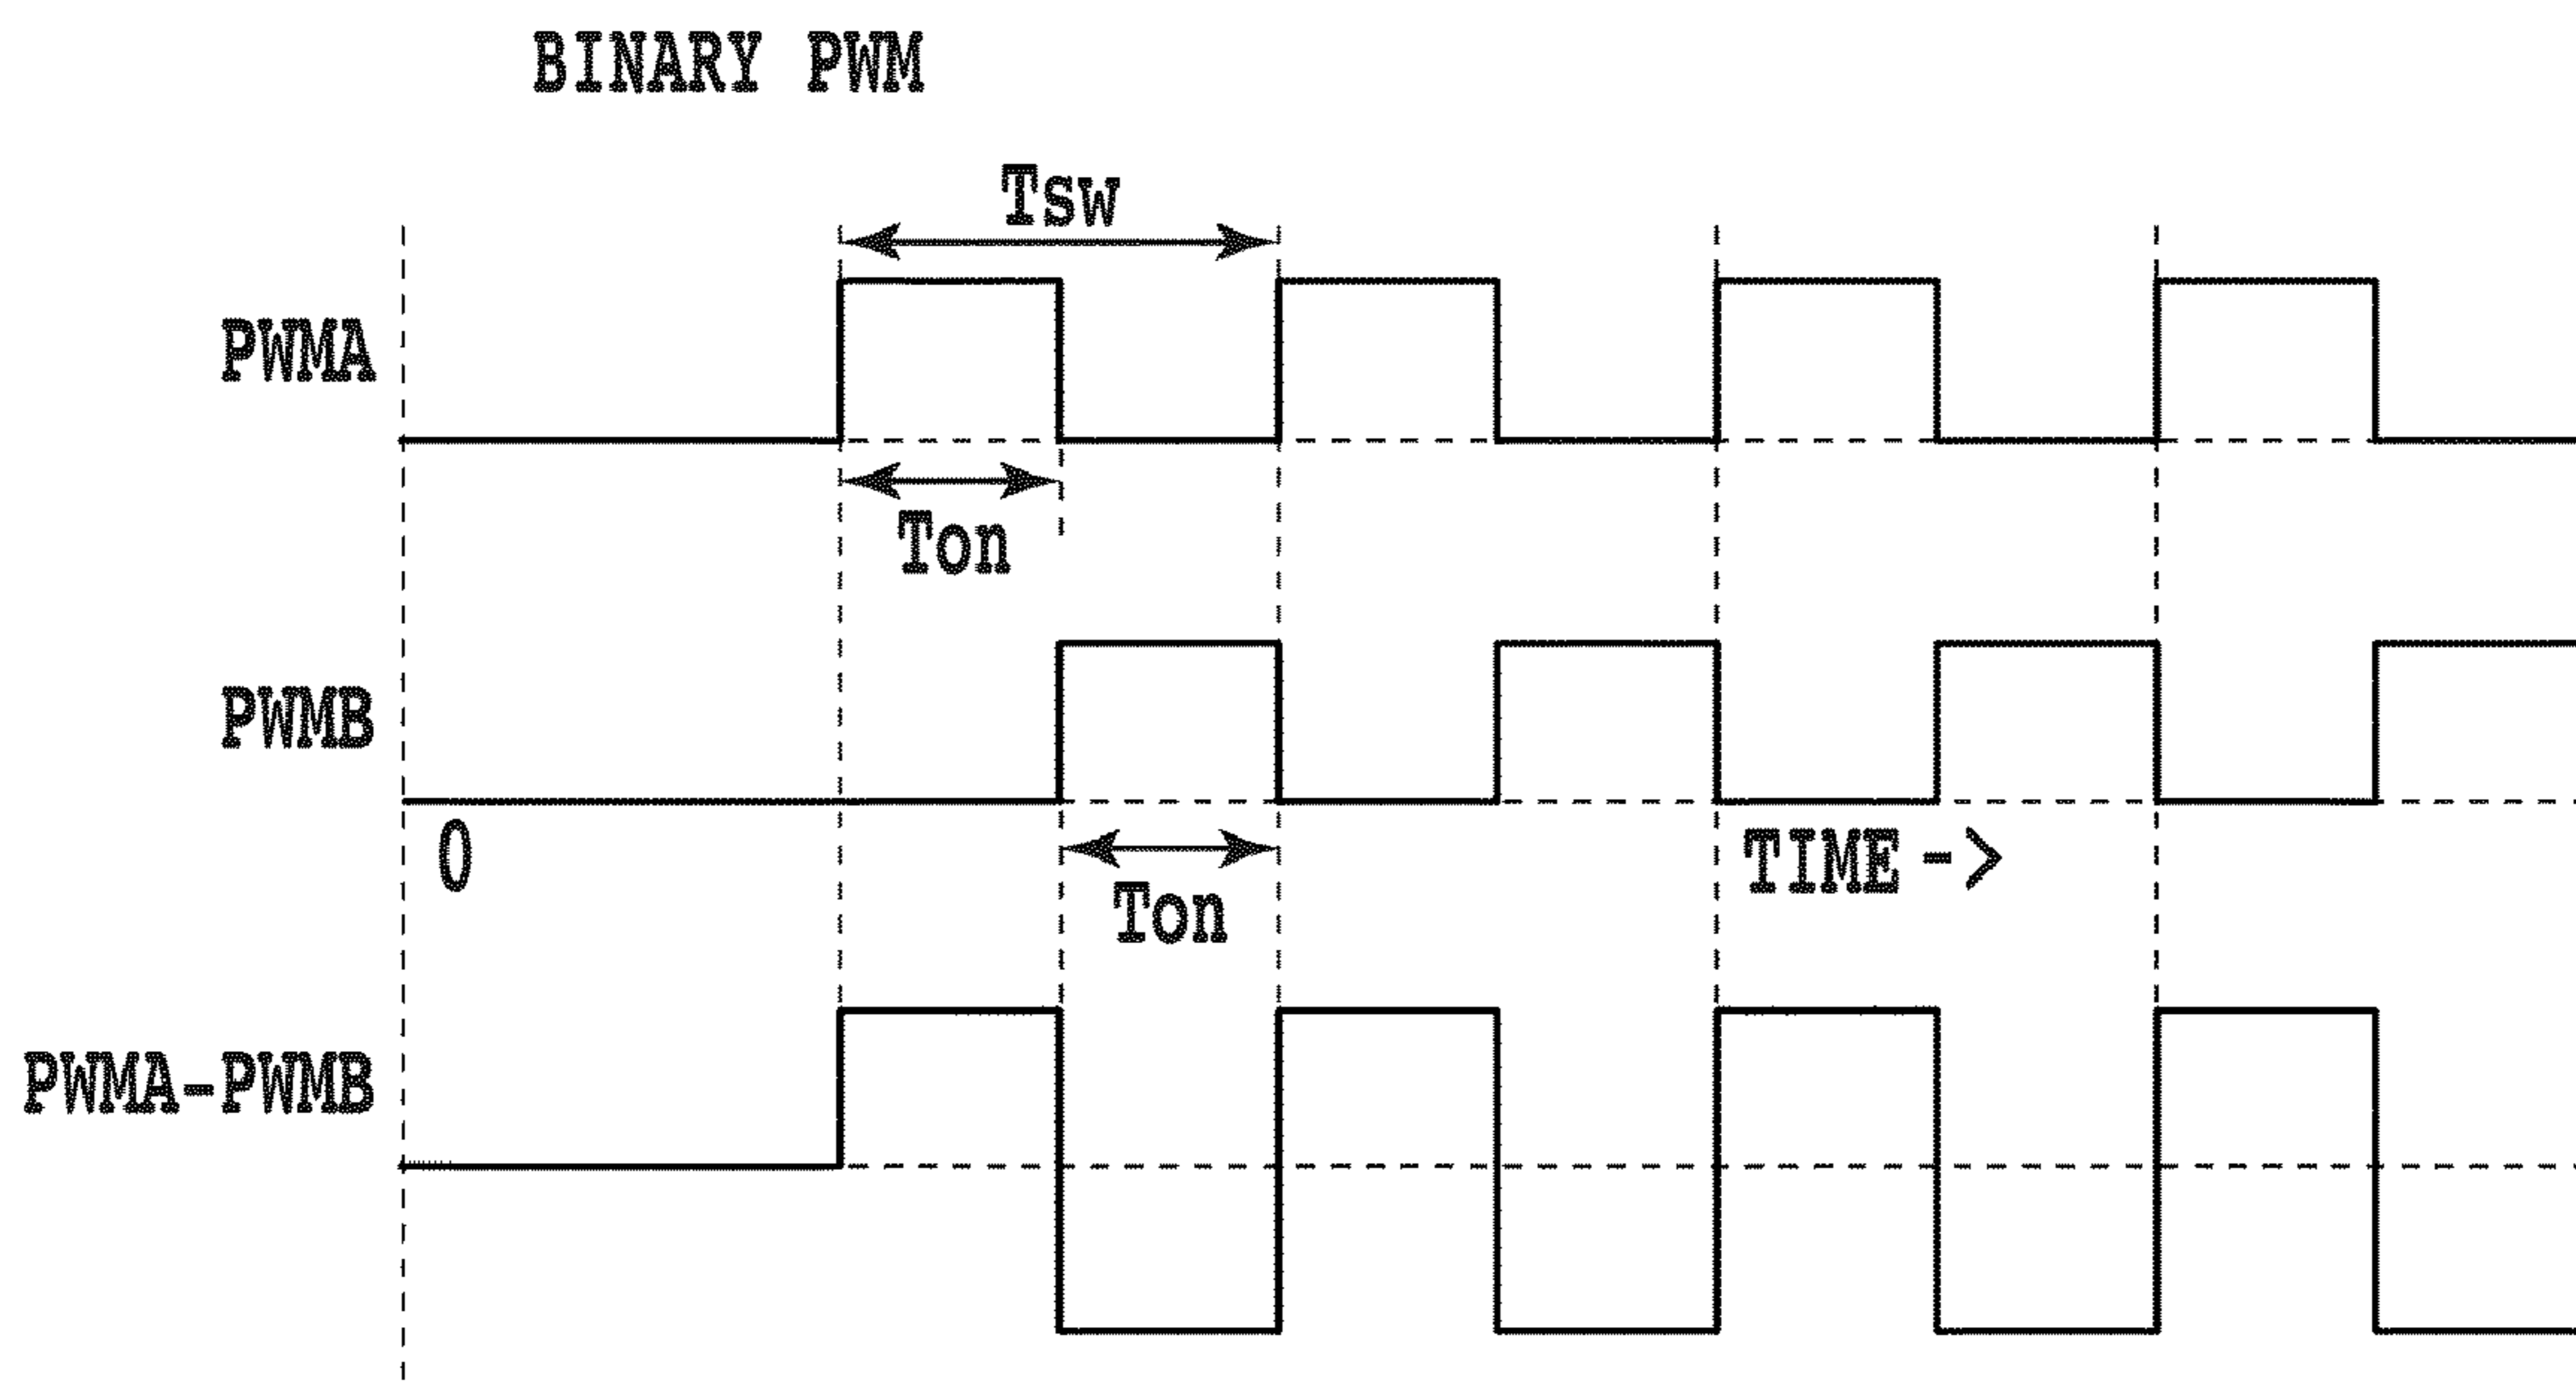 BINARY PWM
Tsw
PWMA
Ton
PWMB
0
TIME ->
Ton
PWMA-PWMB